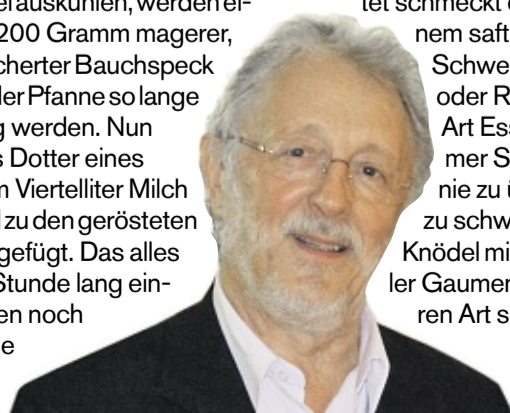 er auskühlen, werden ei-
200 Gramm magerer,
cherter Bauchspeck
der Pfanne so lange
g werden. Nun
s Dotter eines
m Viertelliter Milch
d zu den gerösteten
gefügt. Das alles
Stunde lang ein-
en noch
e
tet schmeckt
nem saft
Schwe
oder R
Art Ess
mer S
nie zu ü
zu schw
Knödel mi
ler Gaumen
ren Art s